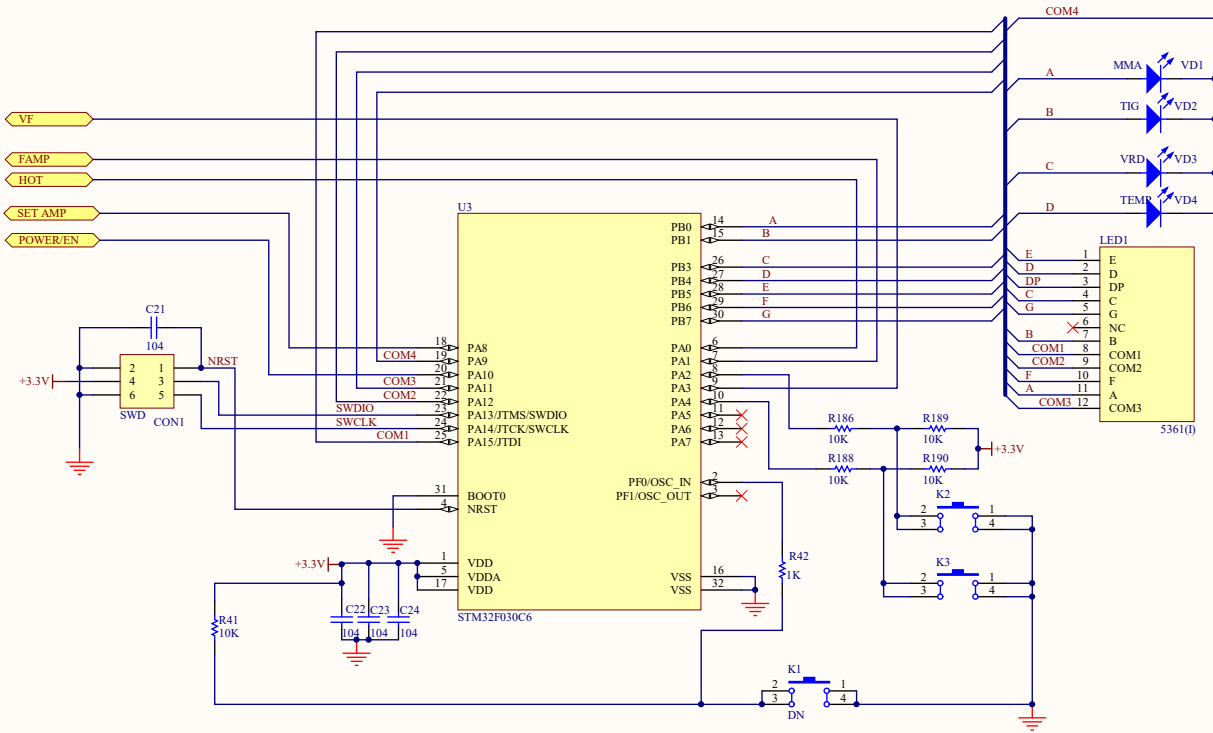 COM4
MMA VD1
A
TIG VD2
B
VF
VRD VD3
C
FAMP
HOT
TEMP VD4
D
SET AMP
POWER/EN
U3
LED1
PB0 14 A
PB1 15 B
PB3 26 C
PB4 27 D
PB5 28 E
PB6 29 F
PB7 30 G
E 1 E
D 2 D
DP 3 DP
C 4 C
G 5 G
6 NC
B 7 B
COM1 8 COM1
COM2 9 COM2
F 10 F
A 11 A
COM3 12 COM3
5361(I)
C21
104
NRST
2 1
+3.3V 4 3
6 5
SWD
CON1
18 PA8
COM4 19 PA9
20 PA10
COM3 21 PA11
COM2 22 PA12
SWDIO 23 PA13/JTMS/SWDIO
SWCLK 24 PA14/JTCK/SWCLK
COM1 25 PA15/JTDI
PA0 6
PA1 7
PA2 8
PA3 9
PA4 10
PA5 11
PA6 12
PA7 13
R186 R189
10K 10K
+3.3V
R188 R190
10K 10K
PF0/OSC_IN 2
PF1/OSC_OUT 3
31 BOOT0
4 NRST
K2
2 1
3 4
+3.3V
1 VDD
5 VDDA
17 VDD
VSS 16
VSS 32
R42
1K
K3
2 1
3 4
STM32F030C6
R41
10K
C22 C23 C24
104 104 104
K1
2 1
3 4
DN